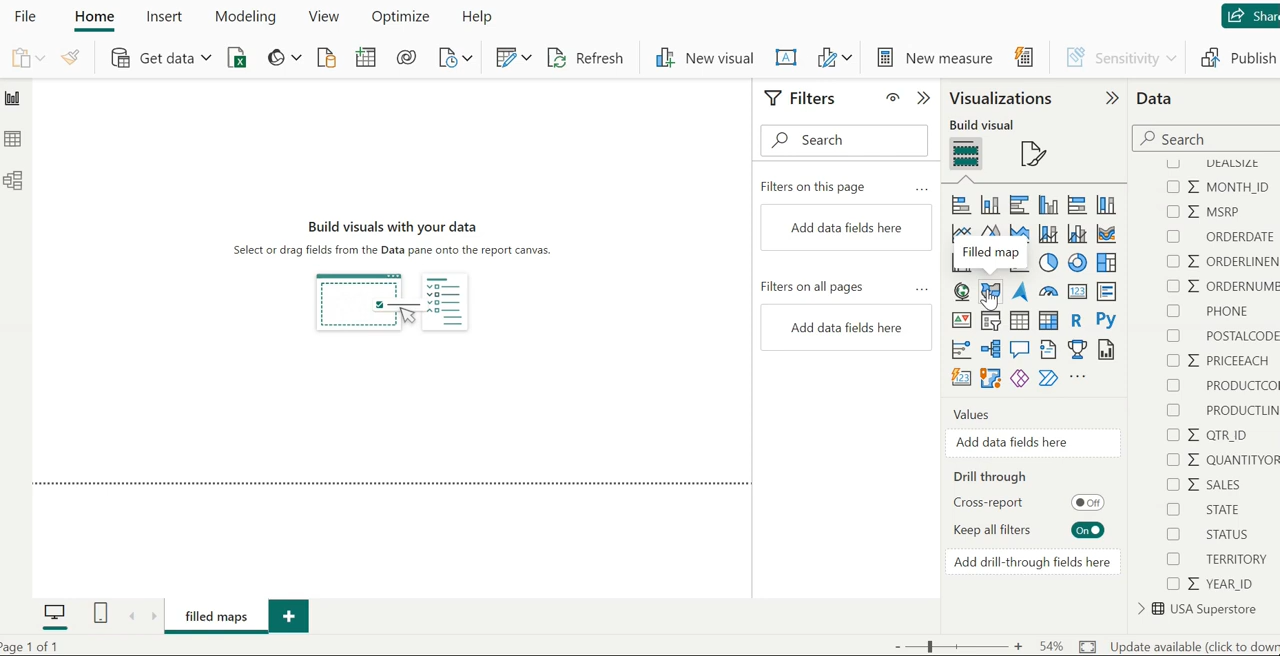 File Home Insert Modeling View Optimize Help Share
Get data Refresh New visual A New measure Sensitivity Publish
Filters
Search
Filters on this page ...
Add data fields here
Filters on all pages ...
Add data fields here
Visualizations
Build visual
Filled map
123
R Py
123
...
Values
Add data fields here
Drill through
Cross-report Off
Keep all filters On
Add drill-through fields here
Data
Search
DEALSIZE
Σ MONTH_ID
Σ MSRP
ORDERDATE
Σ ORDERLINEN
Σ ORDERNUMB
PHONE
POSTALCODE
Σ PRICEEACH
PRODUCTCO
PRODUCTLIN
Σ QTR_ID
Σ QUANTITYOR
Σ SALES
STATE
STATUS
TERRITORY
Σ YEAR_ID
USA Superstore
Build visuals with your data
Select or drag fields from the Data pane onto the report canvas.
filled maps +
Page 1 of 1 - + 54% Update available (click to down